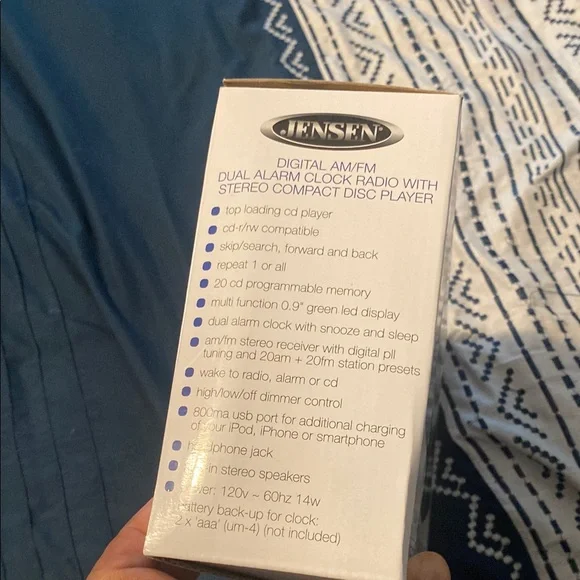 JENSEN
DIGITAL AM/FM
DUAL ALARM CLOCK RADIO WITH
STEREO COMPACT DISC PLAYER
top loading cd player
cd-r/rw compatible
skip/search, forward and back
repeat 1 or all
20 cd programmable memory
multi function 0.9" green led display
dual alarm clock with snooze and sleep
am/fm stereo receiver with digital pll
tuning and 20am + 20fm station presets
wake to radio, alarm or cd
high/low/off dimmer control
800ma usb port for additional charging
of your iPod, iPhone or smartphone
headphone jack
in stereo speakers
120v ~ 60hz 14w
battery back-up for clock:
2 x 'aaa' (um-4) (not included)